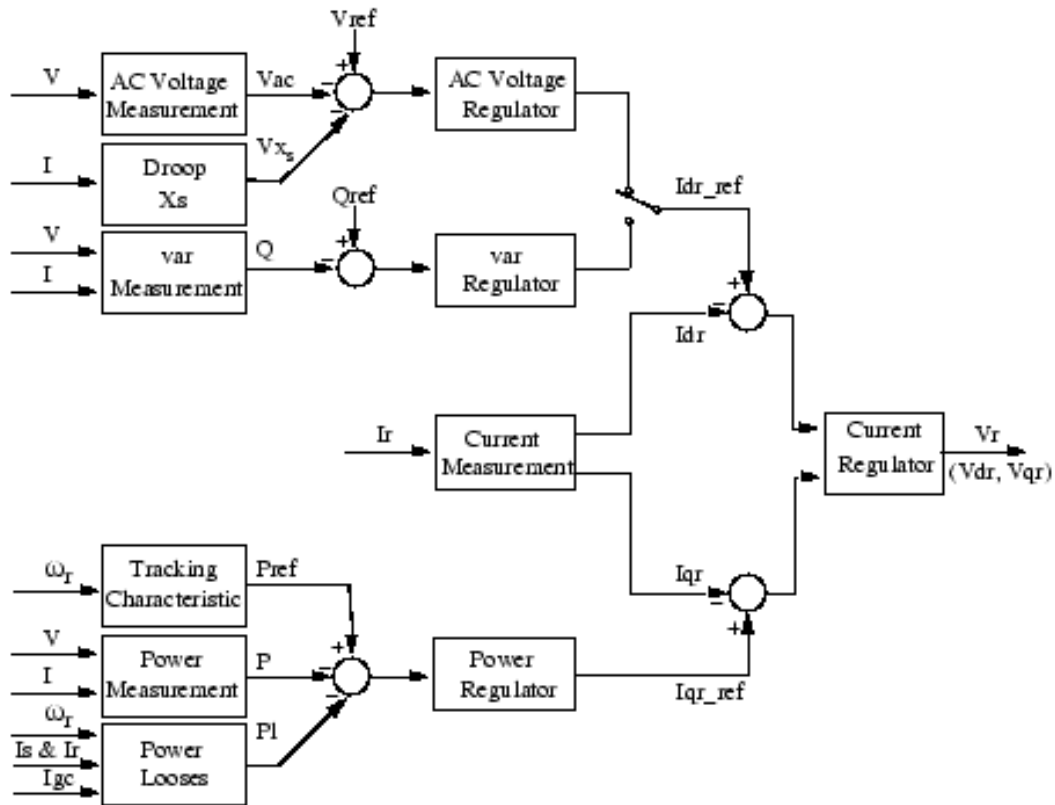 Vref
V
AC Voltage
Measurement
Vac
+
−
−
AC Voltage
Regulator
I
Droop
Xs
Vxs
Idr_ref
Qref
V
I
var
Measurement
Q
+
−
var
Regulator
+
−
Idr
Ir
Current
Measurement
Current
Regulator
Vr
(Vdr, Vqr)
ωr
Tracking
Characteristic
Pref
Iqr
−
+
V
I
Power
Measurement
P
+
−
−
Power
Regulator
Iqr_ref
ωr
Is & Ir
Igc
Power
Looses
Pl